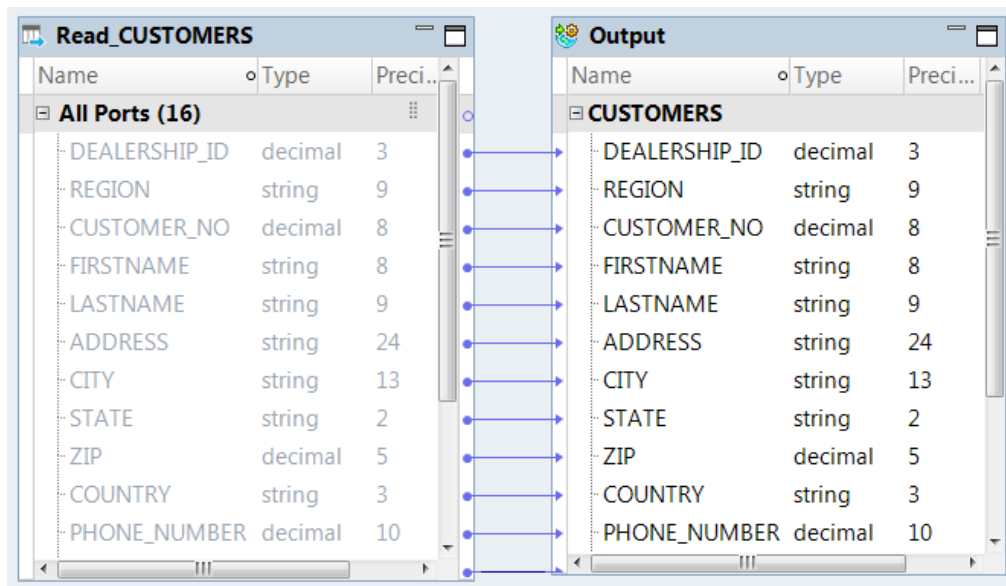 Read_CUSTOMERS
Name Type Preci..
All Ports (16)
DEALERSHIP_ID decimal 3
REGION string 9
CUSTOMER_NO decimal 8
FIRSTNAME string 8
LASTNAME string 9
ADDRESS string 24
CITY string 13
STATE string 2
ZIP decimal 5
COUNTRY string 3
PHONE_NUMBER decimal 10
Output
Name Type Preci...
CUSTOMERS
DEALERSHIP_ID decimal 3
REGION string 9
CUSTOMER_NO decimal 8
FIRSTNAME string 8
LASTNAME string 9
ADDRESS string 24
CITY string 13
STATE string 2
ZIP decimal 5
COUNTRY string 3
PHONE_NUMBER decimal 10